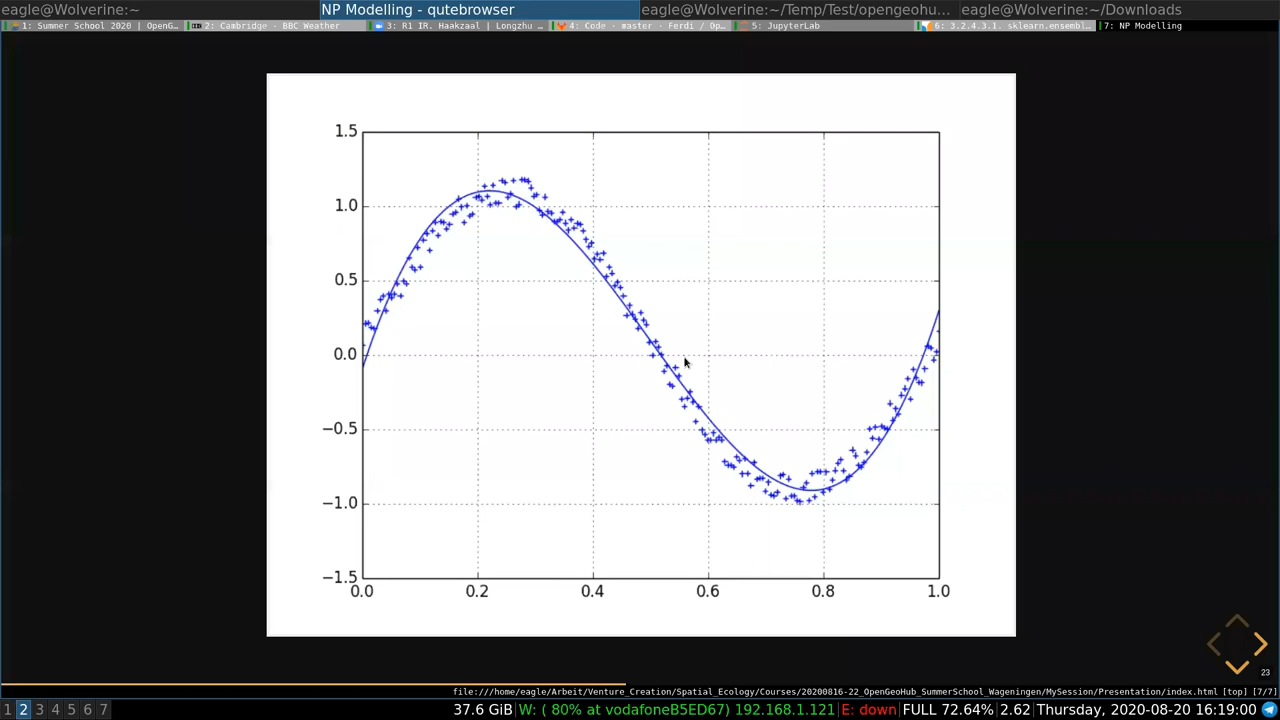 eagle@Wolverine:~
NP Modelling - qutebrowser
eagle@Wolverine:~/Temp/Test/opengeohu...
eagle@Wolverine:~/Downloads
1: Summer School 2020 | OpenG…
2: Cambridge - BBC Weather
3: R1 IR. Haakzaal | Longzhu …
4: Code · master · Ferdi / Op…
5: JupyterLab
6: 3.2.4.3.1. sklearn.ensembl…
7: NP Modelling
1.5
1.0
0.5
0.0
−0.5
−1.0
−1.5
0.0 0.2 0.4 0.6 0.8 1.0
23
file:///home/eagle/Arbeit/Venture_Creation/Spatial_Ecology/Courses/20200816-22_OpenGeoHub_SummerSchool_Wageningen/MySession/Presentation/index.html [top] [7/7]
1 2 3 4 5 6 7
37.6 GiB|W: ( 80% at vodafoneB5ED67) 192.168.1.121|E: down|FULL 72.64%|2.62|Thursday, 2020-08-20 16:19:00